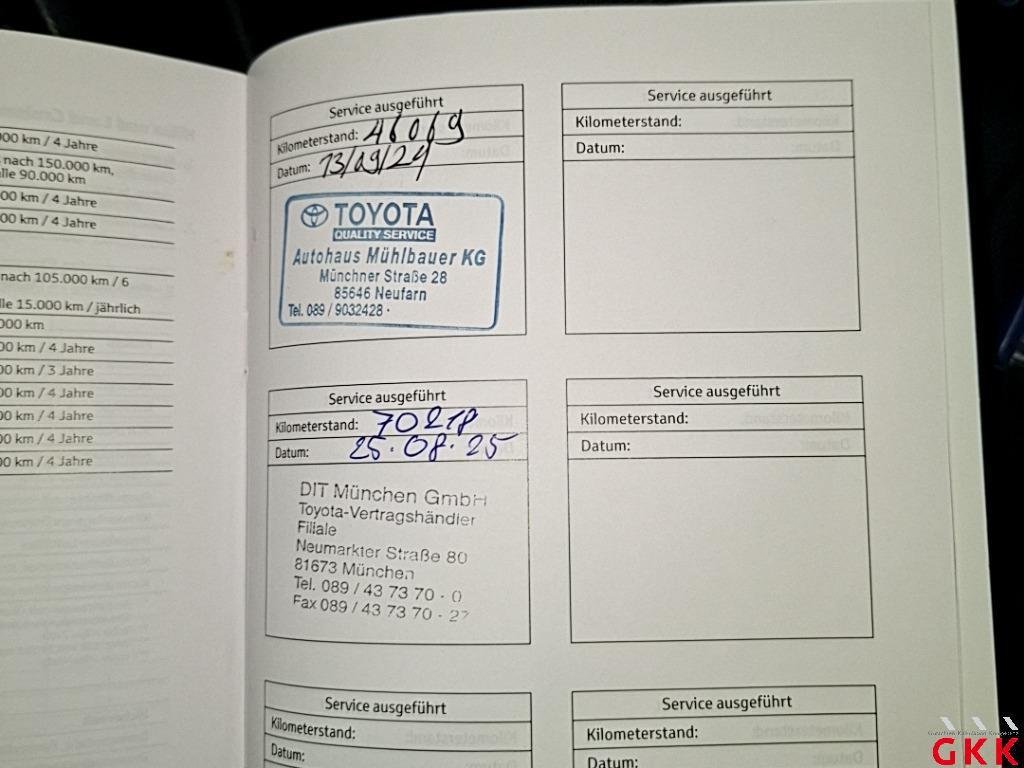 00 km / 4 Jahre
nach 150.000 km,
lle 90.000 km
00 km / 4 Jahre
00 km / 4 Jahre
nach 105.000 km / 6
lle 15.000 km / jährlich
000 km
00 km / 4 Jahre
00 km / 3 Jahre
00 km / 4 Jahre
00 km / 4 Jahre
00 km / 4 Jahre
00 km / 4 Jahre
Service ausgeführt
Kilometerstand: 46069
Datum: 13/09/24
TOYOTA
QUALITY SERVICE
Autohaus Mühlbauer KG
Münchner Straße 28
85646 Neufarn
Tel. 089 / 9032428
Service ausgeführt
Kilometerstand:
Datum:
Service ausgeführt
Kilometerstand: 70218
Datum: 25.08.25
DIT München GmbH
Toyota-Vertragshändler
Filiale
Neumarkter Straße 80
81673 München
Tel. 089 / 43 73 70 - 0
Fax 089 / 43 73 70 - 27
Service ausgeführt
Kilometerstand:
Datum:
Service ausgeführt
Kilometerstand:
Datum:
Service ausgeführt
Kilometerstand:
Datum:
GKK